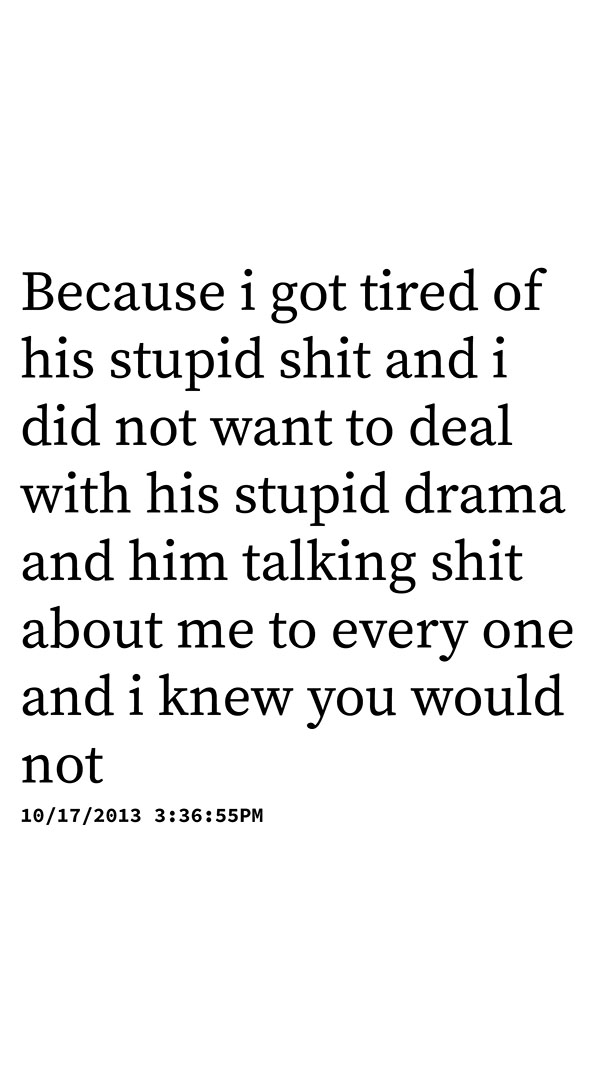 Because i got tired of
his stupid shit and i
did not want to deal
with his stupid drama
and him talking shit
about me to every one
and i knew you would
not
10/17/2013 3:36:55PM